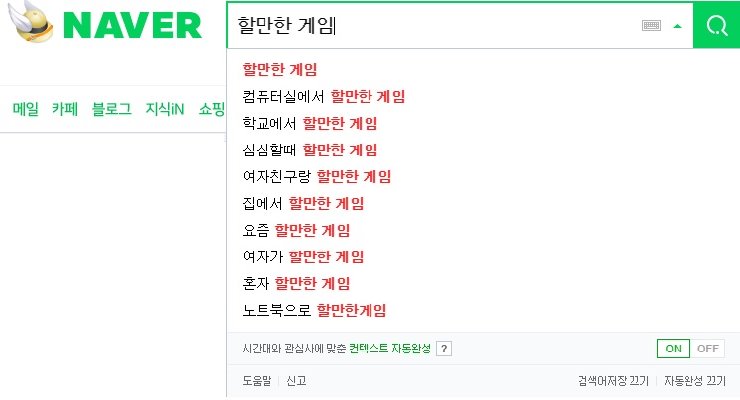 NAVER
할만한 게임
메일 카페 블로그 지식iN 쇼핑
할만한 게임
컴퓨터실에서 할만한 게임
학교에서 할만한 게임
심심할때 할만한 게임
여자친구랑 할만한 게임
집에서 할만한 게임
요즘 할만한 게임
여자가 할만한 게임
혼자 할만한 게임
노트북으로 할만한게임
시간대와 관심사에 맞춘 컨텍스트 자동완성 ? ON OFF
도움말 신고 검색어저장 끄기 자동완성 끄기